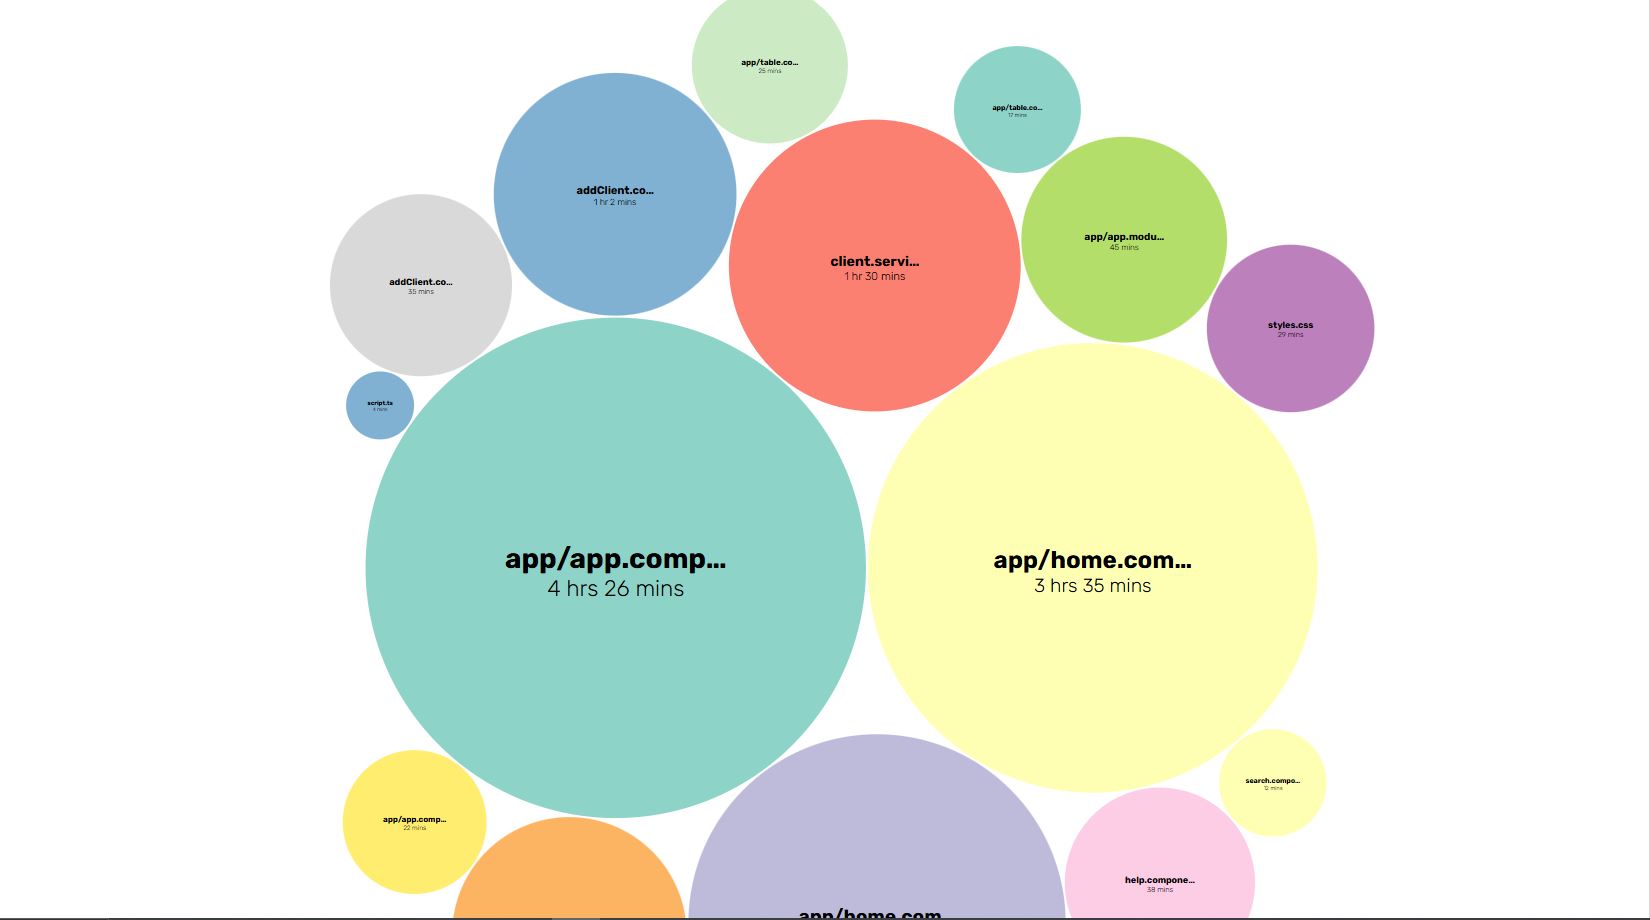 app/table.co...
25 mins
app/table.co...
17 mins
addClient.co...
1 hr 2 mins
app/app.modu...
45 mins
client.servi...
1 hr 30 mins
addClient.co...
35 mins
styles.css
29 mins
script.ts
4 mins
app/app.comp...
4 hrs 26 mins
app/home.com...
3 hrs 35 mins
search.compo...
12 mins
app/app.comp...
22 mins
help.compone...
38 mins
app/home.com